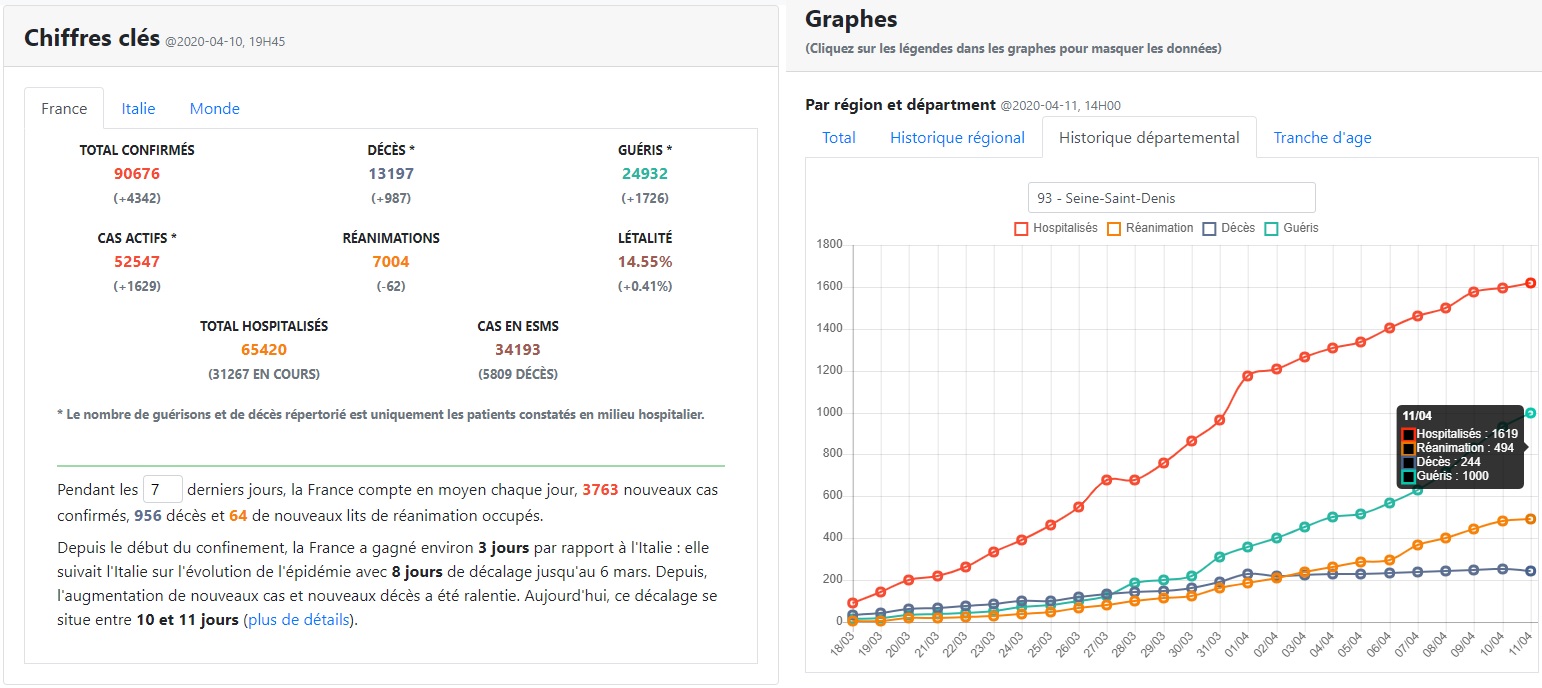 Chiffres clés @2020-04-10, 19H45
France Italie Monde
TOTAL CONFIRMÉS DÉCÈS * GUÉRIS *
90676 13197 24932
(+4342) (+987) (+1726)
CAS ACTIFS * RÉANIMATIONS LÉTALITÉ
52547 7004 14.55%
(+1629) (-62) (+0.41%)
TOTAL HOSPITALISÉS CAS EN ESMS
65420 34193
(31267 EN COURS) (5809 DÉCÈS)
* Le nombre de guérisons et de décès répertorié est uniquement les patients constatés en milieu hospitalier.
Pendant les 7 derniers jours, la France compte en moyen chaque jour, 3763 nouveaux cas
confirmés, 956 décès et 64 de nouveaux lits de réanimation occupés.
Depuis le début du confinement, la France a gagné environ 3 jours par rapport à l'Italie : elle
suivait l'Italie sur l'évolution de l'épidémie avec 8 jours de décalage jusqu'au 6 mars. Depuis,
l'augmentation de nouveaux cas et nouveaux décès a été ralentie. Aujourd'hui, ce décalage se
situe entre 10 et 11 jours (plus de détails).
Graphes
(Cliquez sur les légendes dans les graphes pour masquer les données)
Par région et départment @2020-04-11, 14H00
Total Historique régional Historique départemental Tranche d'age
93 - Seine-Saint-Denis
Hospitalisés Réanimation Décès Guéris
1800
1600
1400
1200
1000
800
600
400
200
0
11/04
Hospitalisés : 1619
Réanimation : 494
Décès : 244
Guéris : 1000
18/03 19/03 20/03 21/03 22/03 23/03 24/03 25/03 26/03 27/03 28/03 29/03 30/03 31/03 01/04 02/04 03/04 04/04 05/04 06/04 07/04 08/04 09/04 10/04 11/04